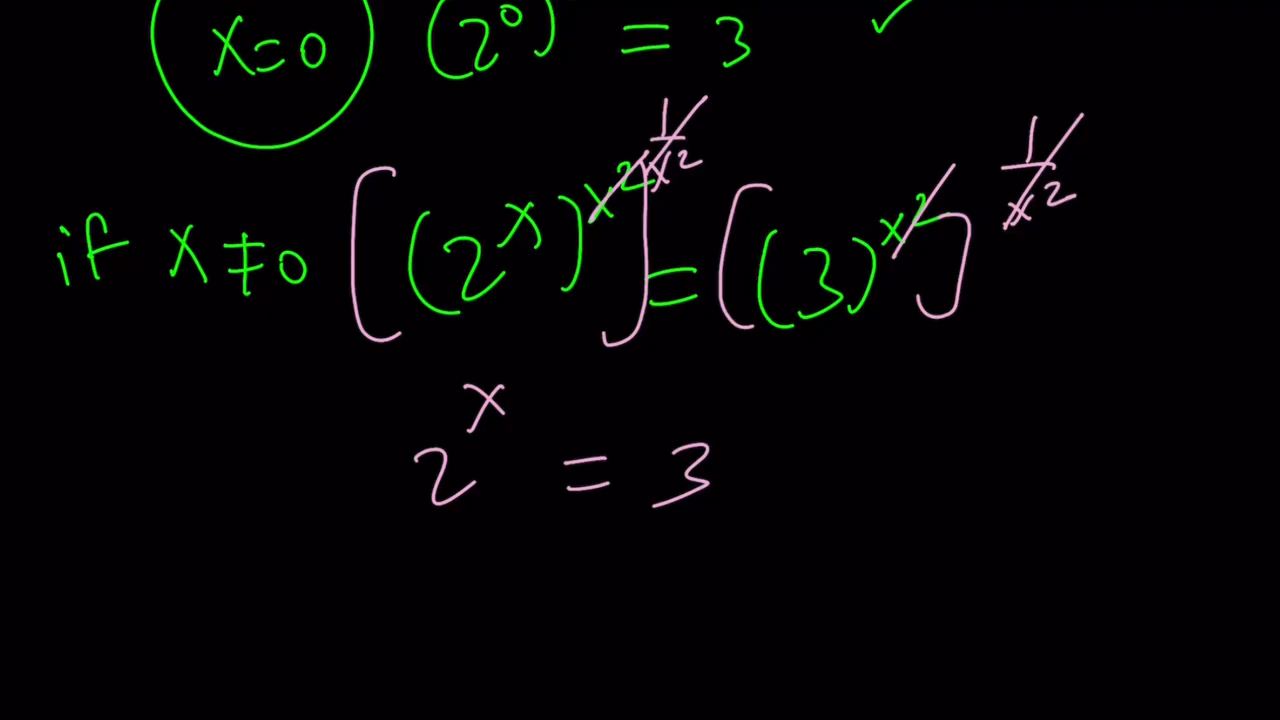 x=0 (2⁰) = 3 ✓
if x≠0 [(2^x)^x²]^(1/x²) = [(3)^x²]^(1/x²)
2^x = 3